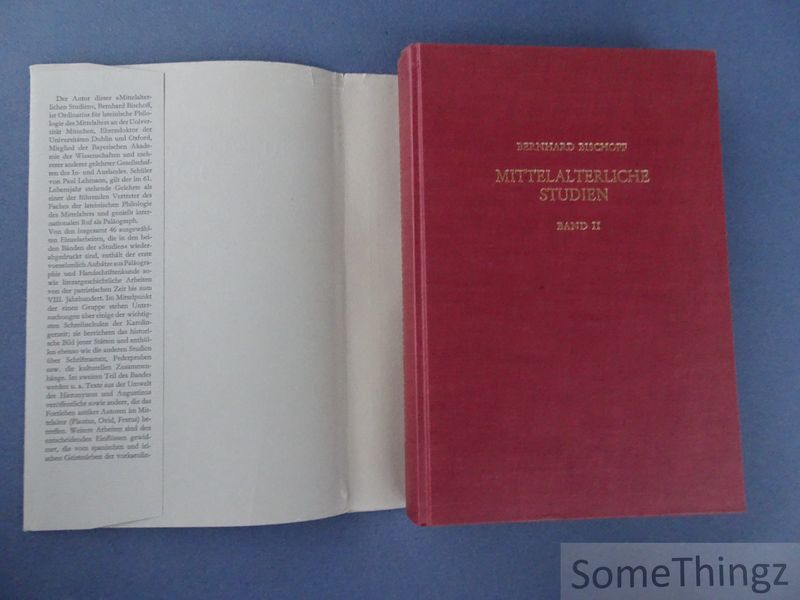 Der Autor dieser «Mittelalter-
lichen Studien», Bernhard Bischoff,
ist Ordinarius für lateinische Philo-
logie des Mittelalters an der Univer-
sität München, Ehrendoktor der
Universitäten Dublin und Oxford,
Mitglied der Bayerischen Akade-
mie der Wissenschaften und meh-
rerer anderer gelehrter Gesellschaf-
ten des In- und Auslandes. Schüler
von Paul Lehmann, gilt der im 61.
Lebensjahr stehende Gelehrte als
einer der führenden Vertreter des
Faches der lateinischen Philologie
des Mittelalters und genießt inter-
nationalen Ruf als Paläograph.
Von den insgesamt 46 ausgewähl-
ten Einzelarbeiten, die in den bei-
den Bänden der «Studien» wieder-
abgedruckt sind, enthält der erste
vornehmlich Aufsätze aus Paläogra-
phie und Handschriftenkunde so-
wie literargeschichtliche Arbeiten
von der patristischen Zeit bis zum
VIII. Jahrhundert. Im Mittelpunkt
der einen Gruppe stehen Unter-
suchungen über einige der wichtig-
sten Schreibschulen der Karolin-
gerzeit; sie bereichern das histori-
sche Bild jener Stätten und enthül-
len ebenso wie die anderen Studien
über Schriftnamen, Federproben
usw. die kulturellen Zusammen-
hänge. Im zweiten Teil des Bandes
werden u. a. Texte aus der Umwelt
des Hieronymus und Augustinus
veröffentlicht sowie andere, die das
Fortleben antiker Autoren im Mit-
telalter (Plautus, Ovid, Festus) be-
treffen. Weitere Arbeiten sind den
entscheidenden Einflüssen gewid-
met, die vom spanischen und iri-
schen Geistesleben der vorkarolin-
BERNHARD BISCHOFF
MITTELALTERLICHE
STUDIEN
BAND II
SomeThingz